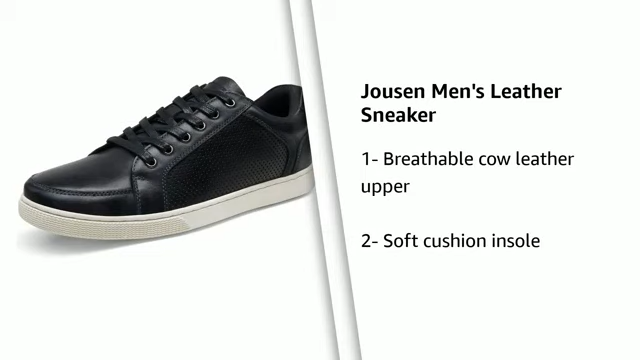 Jousen Men's Leather
Sneaker
1- Breathable cow leather
upper
2- Soft cushion insole